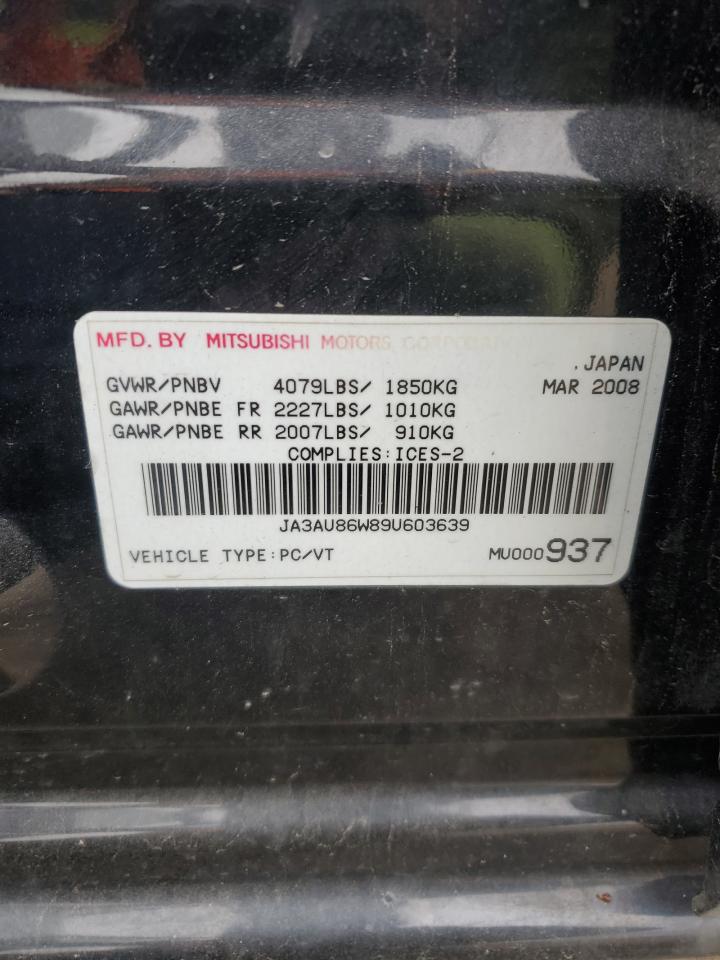 MFD. BY MITSUBISHI MOTORS CORPORATION
JAPAN
GVWR/PNBV 4079LBS/ 1850KG MAR 2008
GAWR/PNBE FR 2227LBS/ 1010KG
GAWR/PNBE RR 2007LBS/ 910KG
COMPLIES:ICES-2
JA3AU86W89U603639
VEHICLE TYPE:PC/VT MU000937